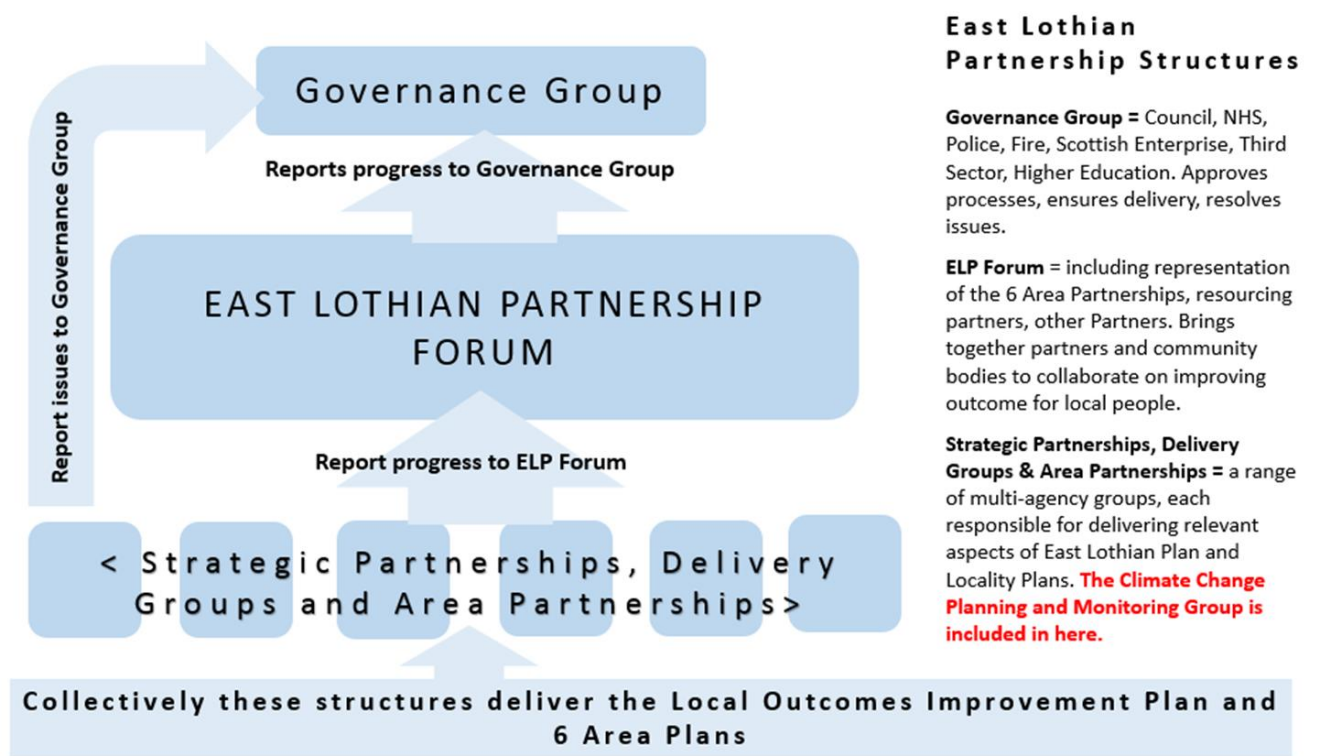 Governance Group
Reports progress to Governance Group
Report issues to Governance Group
EAST LOTHIAN PARTNERSHIP
FORUM
Report progress to ELP Forum
< Strategic Partnerships, Delivery
Groups and Area Partnerships>
Collectively these structures deliver the Local Outcomes Improvement Plan and
6 Area Plans
East Lothian
Partnership Structures
Governance Group = Council, NHS,
Police, Fire, Scottish Enterprise, Third
Sector, Higher Education. Approves
processes, ensures delivery, resolves
issues.
ELP Forum = including representation
of the 6 Area Partnerships, resourcing
partners, other Partners. Brings
together partners and community
bodies to collaborate on improving
outcome for local people.
Strategic Partnerships, Delivery
Groups & Area Partnerships = a range
of multi-agency groups, each
responsible for delivering relevant
aspects of East Lothian Plan and
Locality Plans. The Climate Change
Planning and Monitoring Group is
included in here.